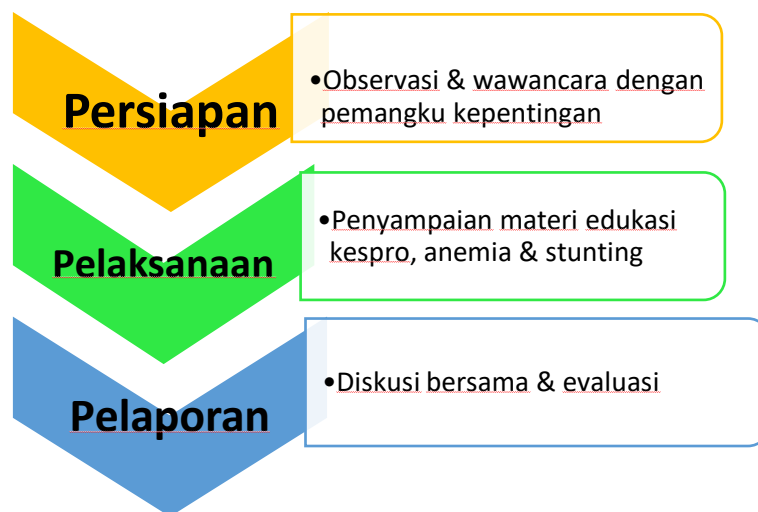 Persiapan
•Observasi & wawancara dengan
pemangku kepentingan
Pelaksanaan
•Penyampaian materi edukasi
kespro, anemia & stunting
Pelaporan
•Diskusi bersama & evaluasi